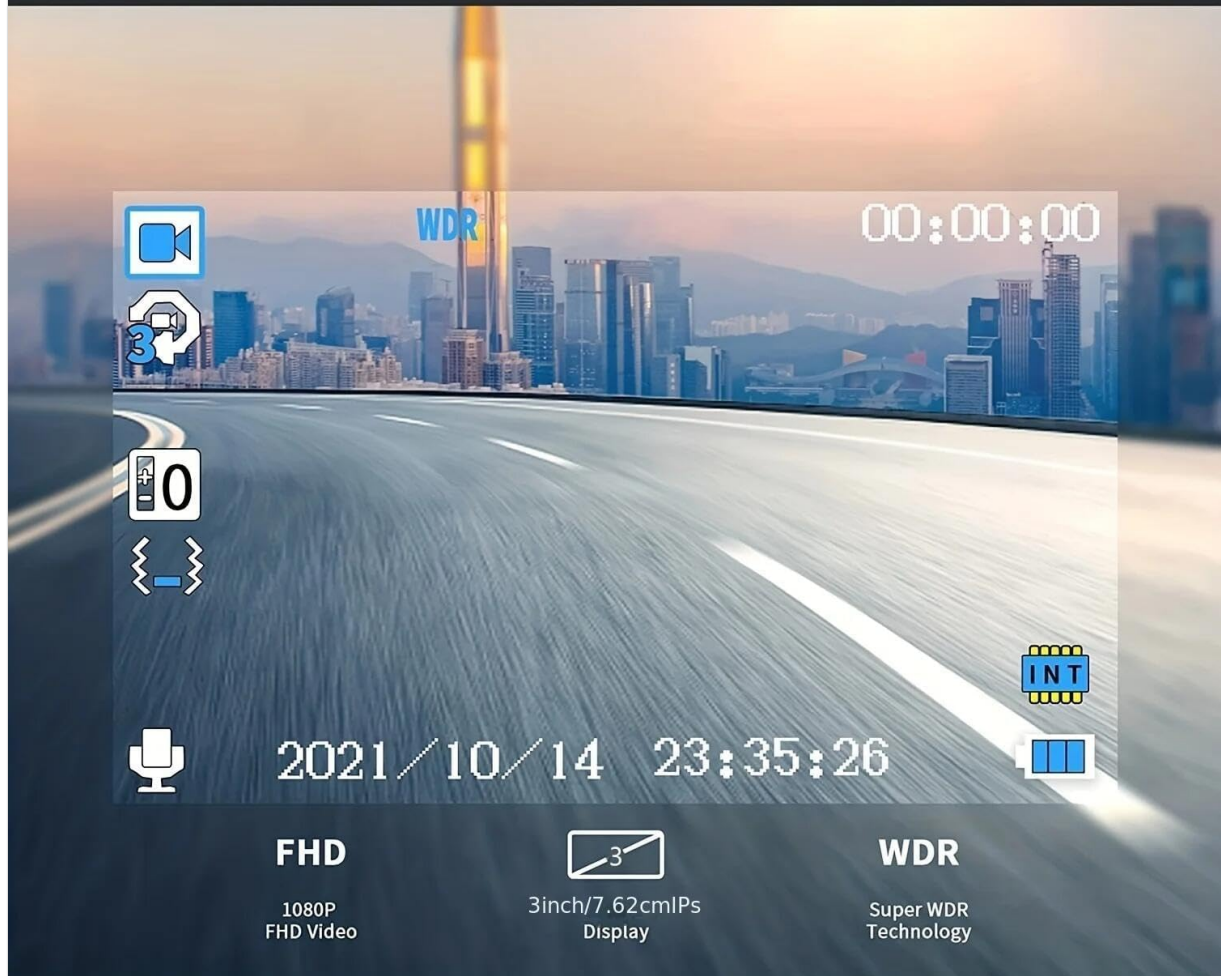 WDR
00:00:00
3
0
INT
2021/10/14 23:35:26
FHD
1080P
FHD Video
3
3inch/7.62cmIPs
Display
WDR
Super WDR
Technology